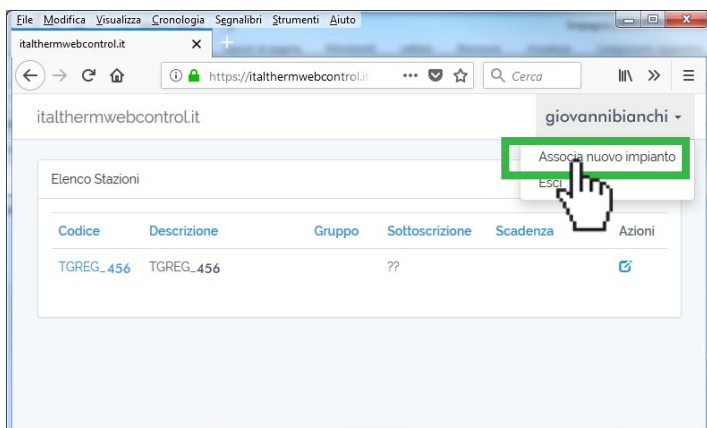 File Modifica Visualizza Cronologia Segnalibri Strumenti Aiuto
italthermwebcontrol.it
https://italthermwebcontrol.it
Cerca
italthermwebcontrol.it
giovannibianchi
Associa nuovo impianto
Esci
Elenco Stazioni
Codice Descrizione Gruppo Sottoscrizione Scadenza Azioni
TGREG_456 TGREG_456 ??